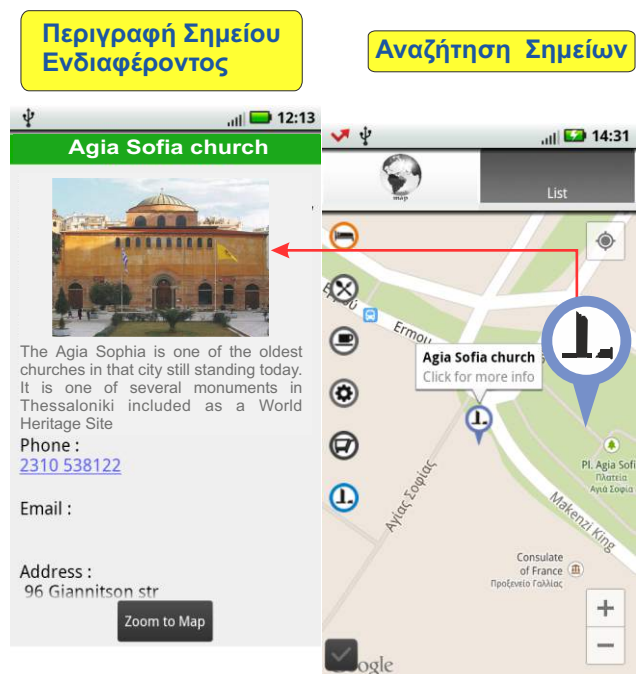 Περιγραφή Σημείου
Ενδιαφέροντος
Αναζήτηση Σημείων
12:13
Agia Sofia church
The Agia Sophia is one of the oldest
churches in that city still standing today.
It is one of several monuments in
Thessaloniki included as a World
Heritage Site
Phone :
2310 538122
Email :
Address :
96 Giannitson str
Zoom to Map
14:31
map
List
Ermou
Agia Sofia church
Click for more info
Αγίας Σοφίας
Pl. Agia Sofi
Πλατεία
Αγιά Σοφία
Makenzi King
Consulate
of France
Προξενείο Γαλλίας
+
−